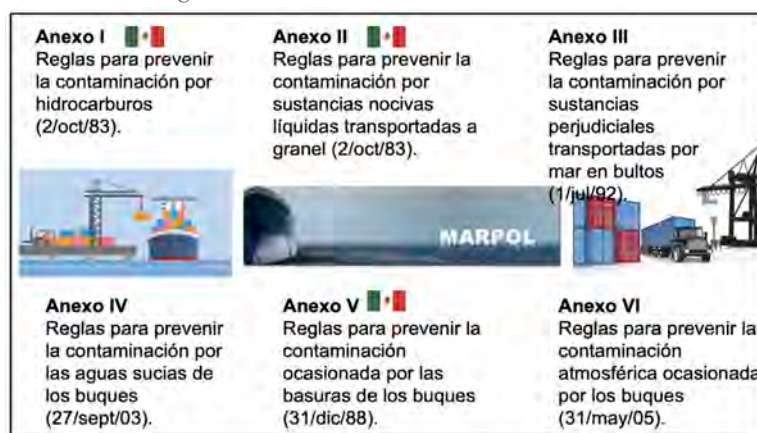 Anexo I
Reglas para prevenir
la contaminación por
hidrocarburos
(2/oct/83).
Anexo II
Reglas para prevenir la
contaminación por
sustancias nocivas
líquidas transportadas a
granel (2/oct/83).
Anexo III
Reglas para prevenir
la contaminación por
sustancias
perjudiciales
transportadas por
mar en bultos
(1/jul/92).
MARPOL
Anexo IV
Reglas para prevenir
la contaminación por
las aguas sucias de
los buques
(27/sept/03).
Anexo V
Reglas para prevenir la
contaminación
ocasionada por las
basuras de los buques
(31/dic/88).
Anexo VI
Reglas para prevenir la
contaminación
atmosférica ocasionada
por los buques
(31/may/05).